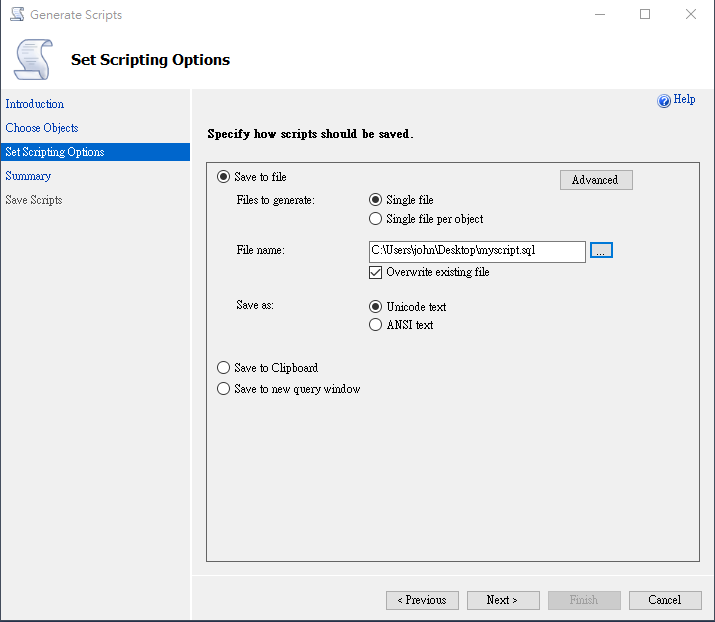 Generate Scripts
Set Scripting Options
Introduction
Choose Objects
Set Scripting Options
Summary
Save Scripts
Help
Specify how scripts should be saved.
Save to file
Advanced
Files to generate:
Single file
Single file per object
File name:
C:\Users\john\Desktop\myscript.sql
...
Overwrite existing file
Save as:
Unicode text
ANSI text
Save to Clipboard
Save to new query window
< Previous
Next >
Finish
Cancel